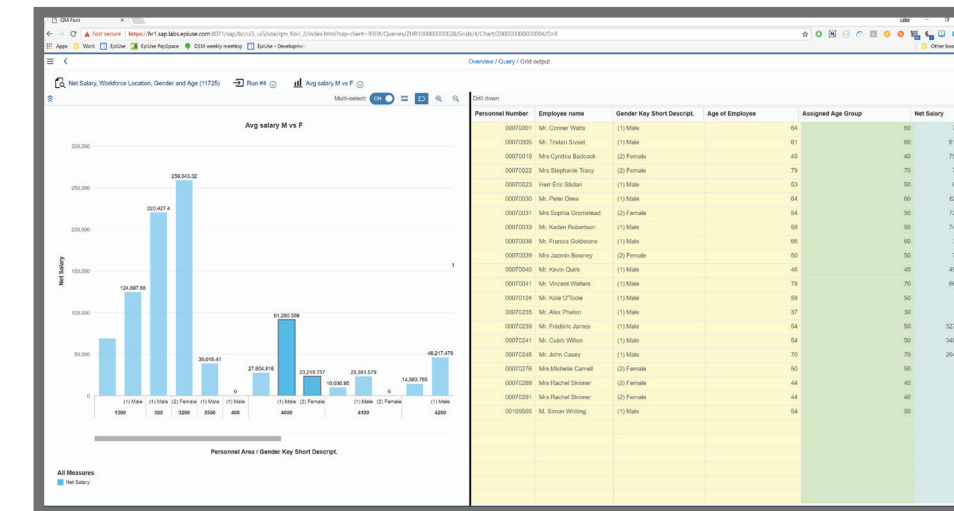 QM Fiori
Not secure | https://hr1.sap.labs.epiuse.com:8071/sap/bc/ui5_ui5/use/qm_fiori_2/index.html?sap-client=930#/Queries/
Apps Work EpiUse EpiUse PaySpace DSM weekly meeting EpiUse - Developme
Other boo
Overview / Query / Grid output
Net Salary, Workforce Location, Gender and Age (11725) Run #4 Avg salary M vs F
Multi-select: ON
Avg salary M vs F
300,000
250,000
200,000
150,000
100,000
50,000
0
Net Salary
124,697.68
220,427.4
259,043.32
39,015.41
0
27,604.816
91,280.588
23,218.757
10,036.95
23,301.579
0
14,583.765
46,217.476
(1) Male (1) Male (2) Female (1) Male (1) Male (1) Male (2) Female (1) Male (2) Female (1) Male
1300 300 3200 3500 400 4000 4100 4200
Personnel Area / Gender Key Short Descript.
All Measures
Net Salary
Drill down
Personnel Number Employee name Gender Key Short Descript. Age of Employee Assigned Age Group Net Salary
00070001 Mr. Conner Watts (1) Male 64 60
00070005 Mr. Tristan Sivset (1) Male 61 60
00070019 Mrs Cynthia Badcock (2) Female 45 40
00070022 Mrs Stephanie Tracy (2) Female 79 70
00070023 Herr Eric Stidan (1) Male 53 50
00070030 Mr. Peter Drew (1) Male 64 60
00070031 Mrs Sophia Gromstead (2) Female 54 50
00070033 Mr. Kaden Robertson (1) Male 58 50
00070038 Mr. Francis Goldstone (1) Male 66 60
00070039 Mrs Jazmin Bowney (2) Female 50 50
00070040 Mr. Kevin Quirk (1) Male 46 40
00070041 Mr. Vincent Walters (1) Male 79 70
00070124 Mr. Kole O'Toole (1) Male 58 50
00070235 Mr. Alex Phelon (1) Male 37 30
00070239 Mr. Frédéric James (1) Male 54 50
00070241 Mr. Caleb Willen (1) Male 54 50
00070246 Mr. John Casey (1) Male 70 70
00070276 Mrs Michelle Carnell (2) Female 50 50
00070289 Mrs Rachel Skinner (2) Female 44 40
00070291 Mrs Rachel Skinner (2) Female 44 40
00109505 M. Simon Whiting (1) Male 54 50